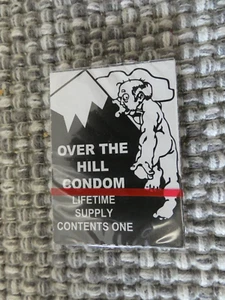 OVER THE
HILL
CONDOM
LIFETIME
SUPPLY
CONTENTS ONE